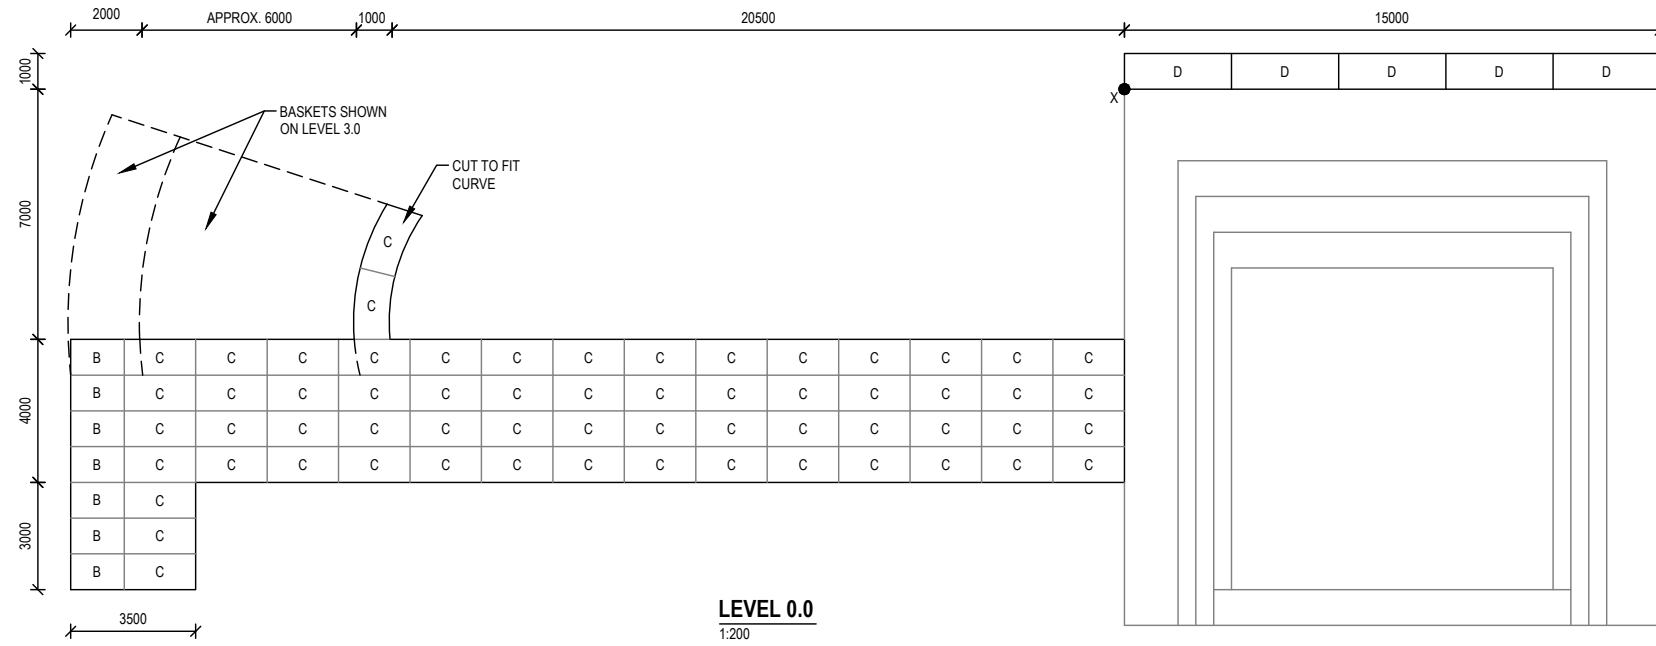 2000 APPROX. 6000 1000 20500 15000
1000
D D D D D
X
BASKETS SHOWN
ON LEVEL 3.0
CUT TO FIT
CURVE
7000
C
C
B C C C C C C C C C C C C C C
B C C C C C C C C C C C C C C
4000
B C C C C C C C C C C C C C C
B C C C C C C C C C C C C C C
B C
3000
B C
B C
3500
LEVEL 0.0
1:200